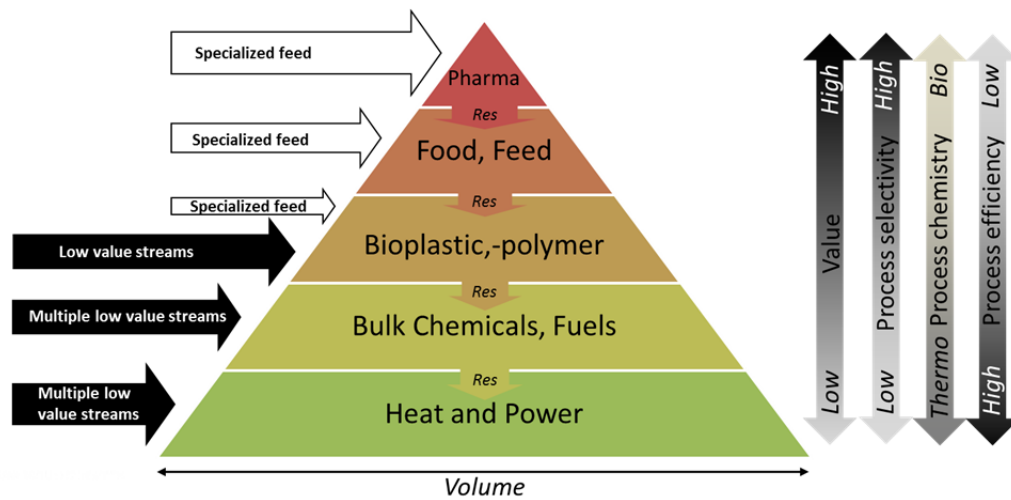 Specialized feed
Pharma
Res
Specialized feed
Food, Feed
Res
Specialized feed
Low value streams
Bioplastic,-polymer
Res
Multiple low value streams
Bulk Chemicals, Fuels
Res
Multiple low
value streams
Heat and Power
Volume
Low Value High
Low Process selectivity High
Thermo Process chemistry Bio
High Process efficiency Low